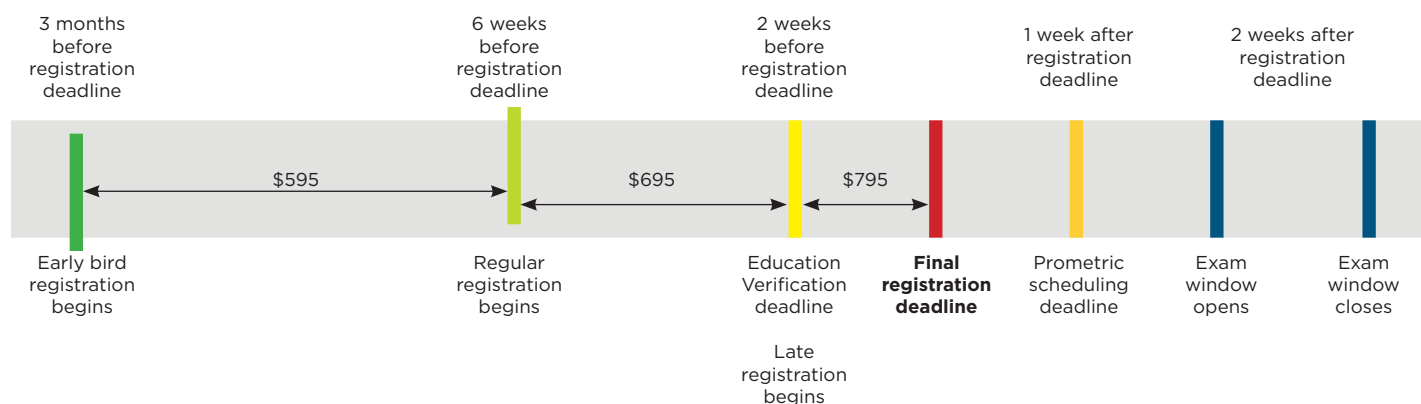 3 months
before
registration
deadline
6 weeks
before
registration
deadline
2 weeks
before
registration
deadline
1 week after
registration
deadline
2 weeks after
registration
deadline
$595
$695
$795
Early bird
registration
begins
Regular
registration
begins
Education
Verification
deadline
Late
registration
begins
Final
registration
deadline
Prometric
scheduling
deadline
Exam
window
opens
Exam
window
closes